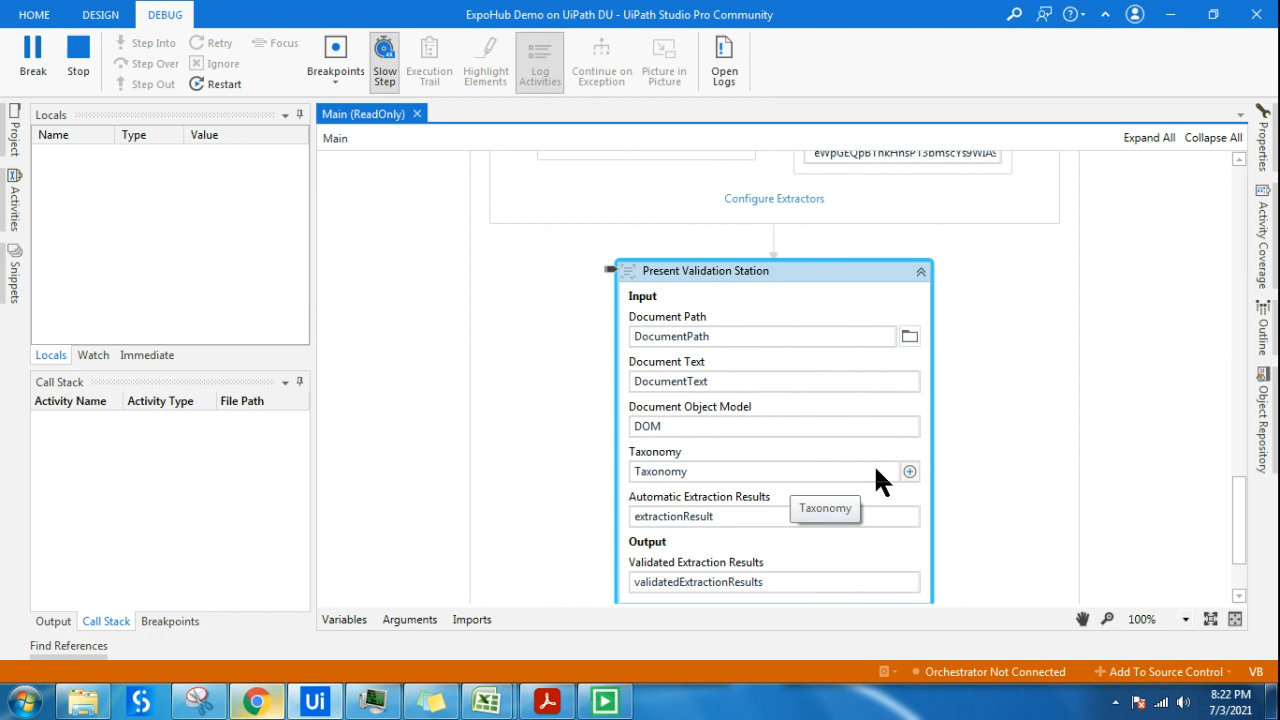 HOME DESIGN DEBUG ExpoHub Demo on UiPath DU - UiPath Studio Pro Community
Break
Stop
Step Into
Step Over
Step Out
Retry
Ignore
Restart
Focus
Breakpoints
Slow
Step
Execution
Trail
Highlight
Elements
Log
Activities
Continue on
Exception
Picture in
Picture
Open
Logs
Project
Activities
Snippets
Locals
Name Type Value
Locals Watch Immediate
Call Stack
Activity Name Activity Type File Path
Output Call Stack Breakpoints
Find References
Main (ReadOnly)
Main Expand All Collapse All
Configure Extractors
Present Validation Station
Input
Document Path
DocumentPath
Document Text
DocumentText
Document Object Model
DOM
Taxonomy
Taxonomy
Automatic Extraction Results
Taxonomy
extractionResult
Output
Validated Extraction Results
validatedExtractionResults
Variables Arguments Imports 100%
Properties
Activity Coverage
Outline
Object Repository
Orchestrator Not Connected Add To Source Control VB
S Ui
8:22 PM
7/3/2021